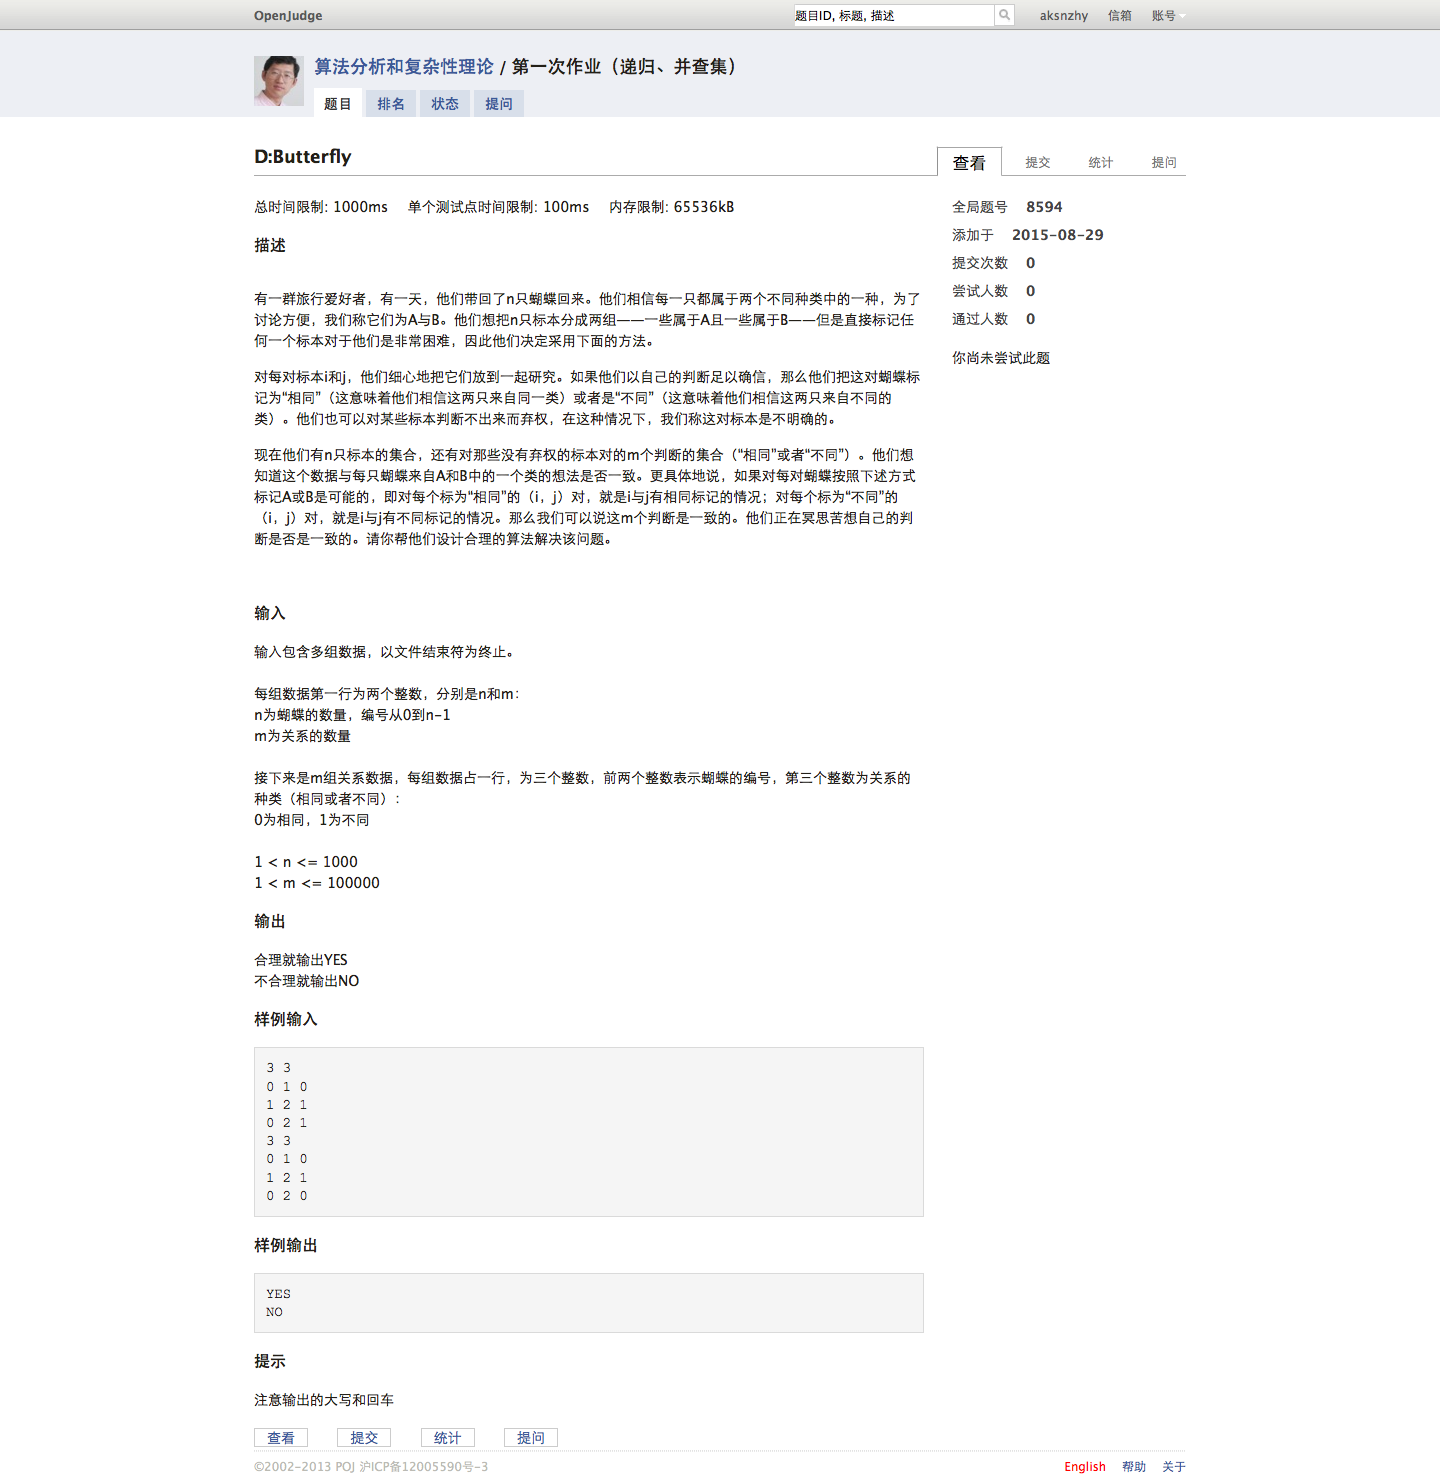 OpenJudge
题目ID, 标题, 描述
aksnzhy 信箱 账号
算法分析和复杂性理论 / 第一次作业（递归、并查集）
题目 排名 状态 提问
D:Butterfly
查看 提交 统计 提问
总时间限制: 1000ms 单个测试点时间限制: 100ms 内存限制: 65536kB
描述
有一群旅行爱好者，有一天，他们带回了n只蝴蝶回来。他们相信每一只都属于两个不同种类中的一种，为了
讨论方便，我们称它们为A与B。他们想把n只标本分成两组——一些属于A且一些属于B——但是直接标记任
何一个标本对于他们是非常困难，因此他们决定采用下面的方法。
对每对标本i和j，他们细心地把它们放到一起研究。如果他们以自己的判断足以确信，那么他们把这对蝴蝶标
记为“相同”（这意味着他们相信这两只来自同一类）或者是“不同”（这意味着他们相信这两只来自不同的
类）。他们也可以对某些标本判断不出来而弃权，在这种情况下，我们称这对标本是不明确的。
现在他们有n只标本的集合，还有对那些没有弃权的标本对的m个判断的集合（“相同”或者“不同”）。他们想
知道这个数据与每只蝴蝶来自A和B中的一个类的想法是否一致。更具体地说，如果对每对蝴蝶按照下述方式
标记A或B是可能的，即对每个标为“相同”的（i，j）对，就是i与j有相同标记的情况；对每个标为“不同”的
（i，j）对，就是i与j有不同标记的情况。那么我们可以说这m个判断是一致的。他们正在冥思苦想自己的判
断是否是一致的。请你帮他们设计合理的算法解决该问题。
输入
输入包含多组数据，以文件结束符为终止。
每组数据第一行为两个整数，分别是n和m：
n为蝴蝶的数量，编号从0到n-1
m为关系的数量
接下来是m组关系数据，每组数据占一行，为三个整数，前两个整数表示蝴蝶的编号，第三个整数为关系的
种类（相同或者不同）：
0为相同，1为不同
1 < n <= 1000
1 < m <= 100000
输出
合理就输出YES
不合理就输出NO
样例输入
3 3
0 1 0
1 2 1
0 2 1
3 3
0 1 0
1 2 1
0 2 0
样例输出
YES
NO
提示
注意输出的大写和回车
查看 提交 统计 提问
全局题号 8594
添加于 2015-08-29
提交次数 0
尝试人数 0
通过人数 0
你尚未尝试此题
©2002-2013 POJ 沪ICP备12005590号-3
English 帮助 关于